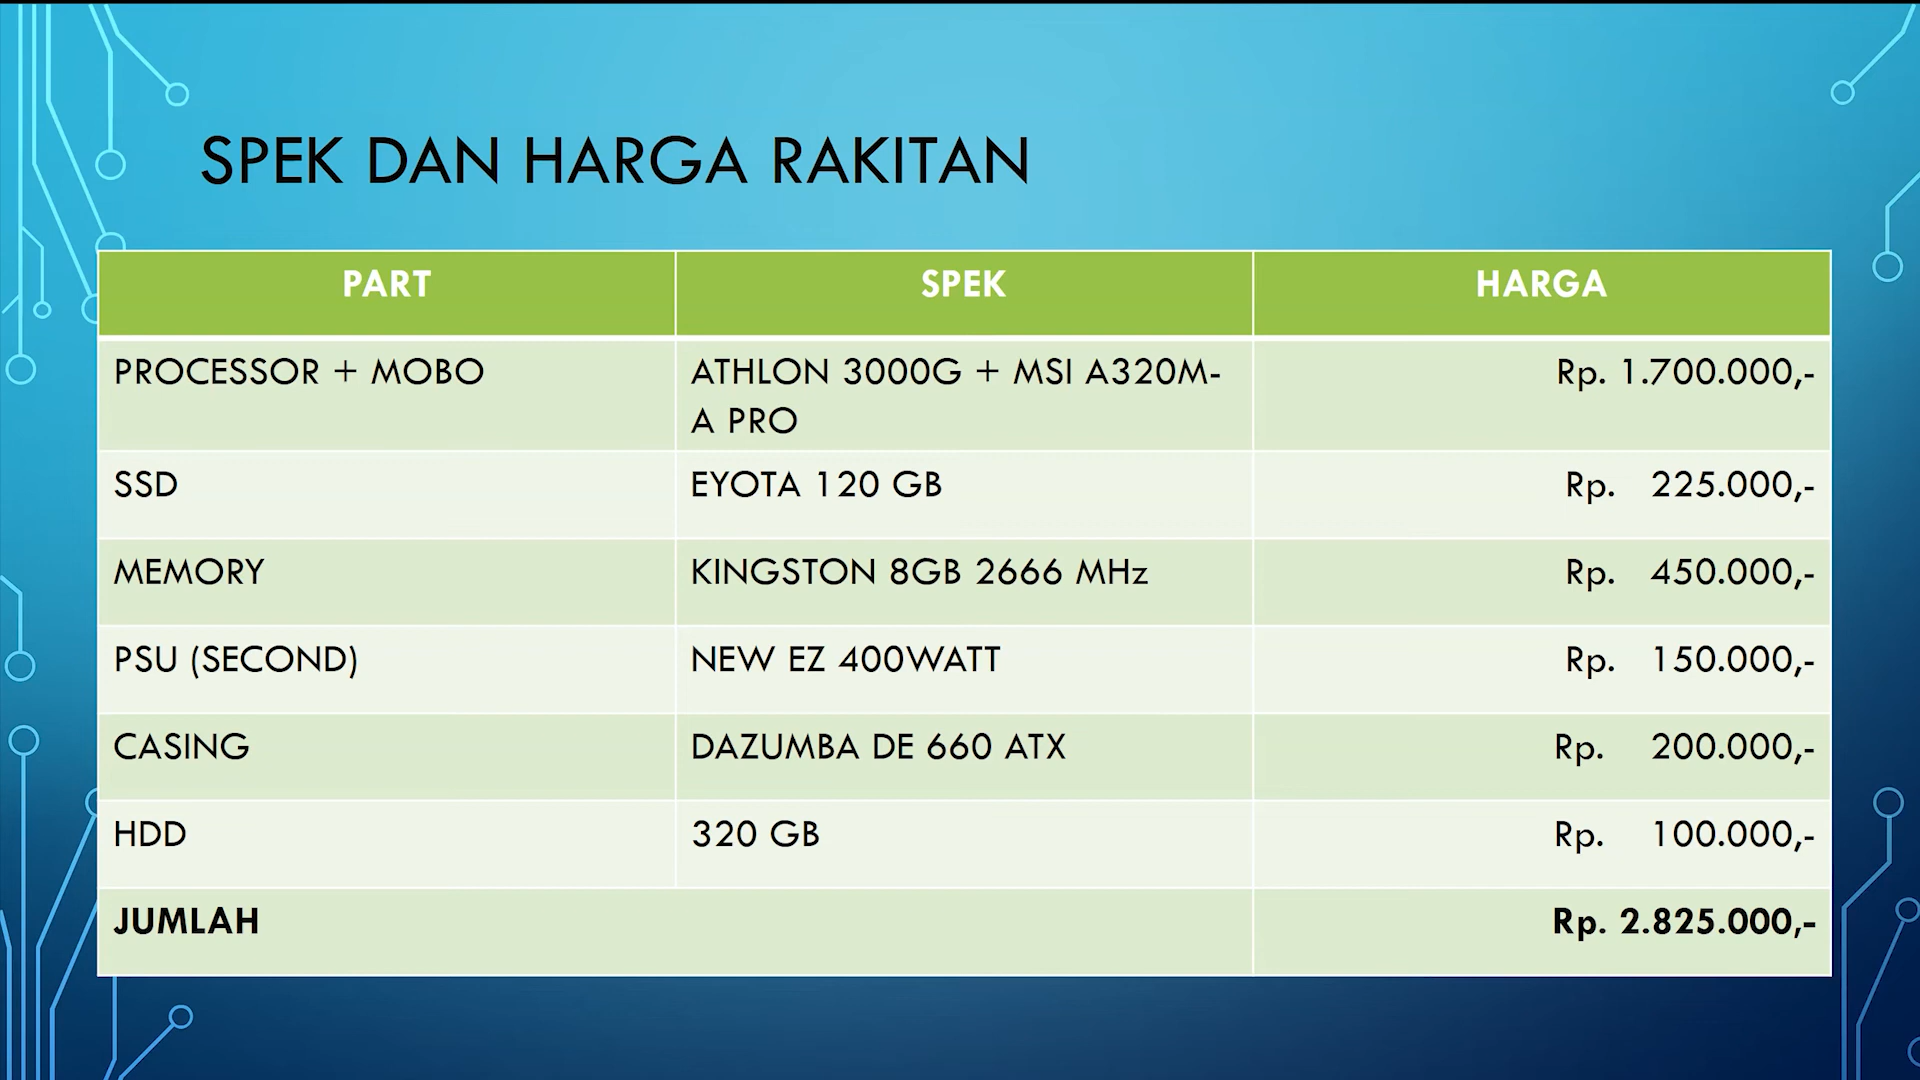 SPEK DAN HARGA RAKITAN
PART SPEK HARGA
PROCESSOR + MOBO ATHLON 3000G + MSI A320M- Rp. 1.700.000,-
A PRO
SSD EYOTA 120 GB Rp. 225.000,-
MEMORY KINGSTON 8GB 2666 MHz Rp. 450.000,-
PSU (SECOND) NEW EZ 400WATT Rp. 150.000,-
CASING DAZUMBA DE 660 ATX Rp. 200.000,-
HDD 320 GB Rp. 100.000,-
JUMLAH Rp. 2.825.000,-